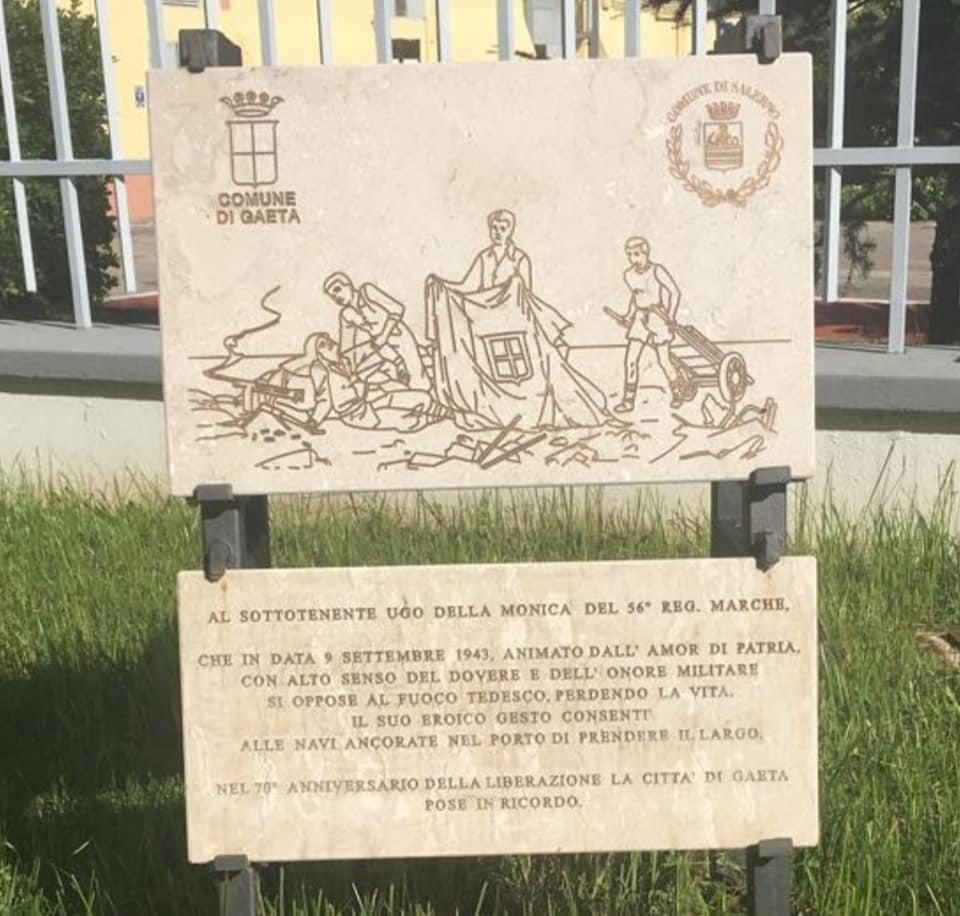 COMUNE
DI GAETA
COMUNE DI SALERNO
AL SOTTOTENENTE UGO DELLA MONICA DEL 56° REG. MARCHE,
CHE IN DATA 9 SETTEMBRE 1943, ANIMATO DALL' AMOR DI PATRIA,
CON ALTO SENSO DEL DOVERE E DELL' ONORE MILITARE
SI OPPOSE AL FUOCO TEDESCO, PERDENDO LA VITA.
IL SUO EROICO GESTO CONSENTI'
ALLE NAVI ANCORATE NEL PORTO DI PRENDERE IL LARGO.
NEL 70° ANNIVERSARIO DELLA LIBERAZIONE LA CITTA' DI GAETA
POSE IN RICORDO.